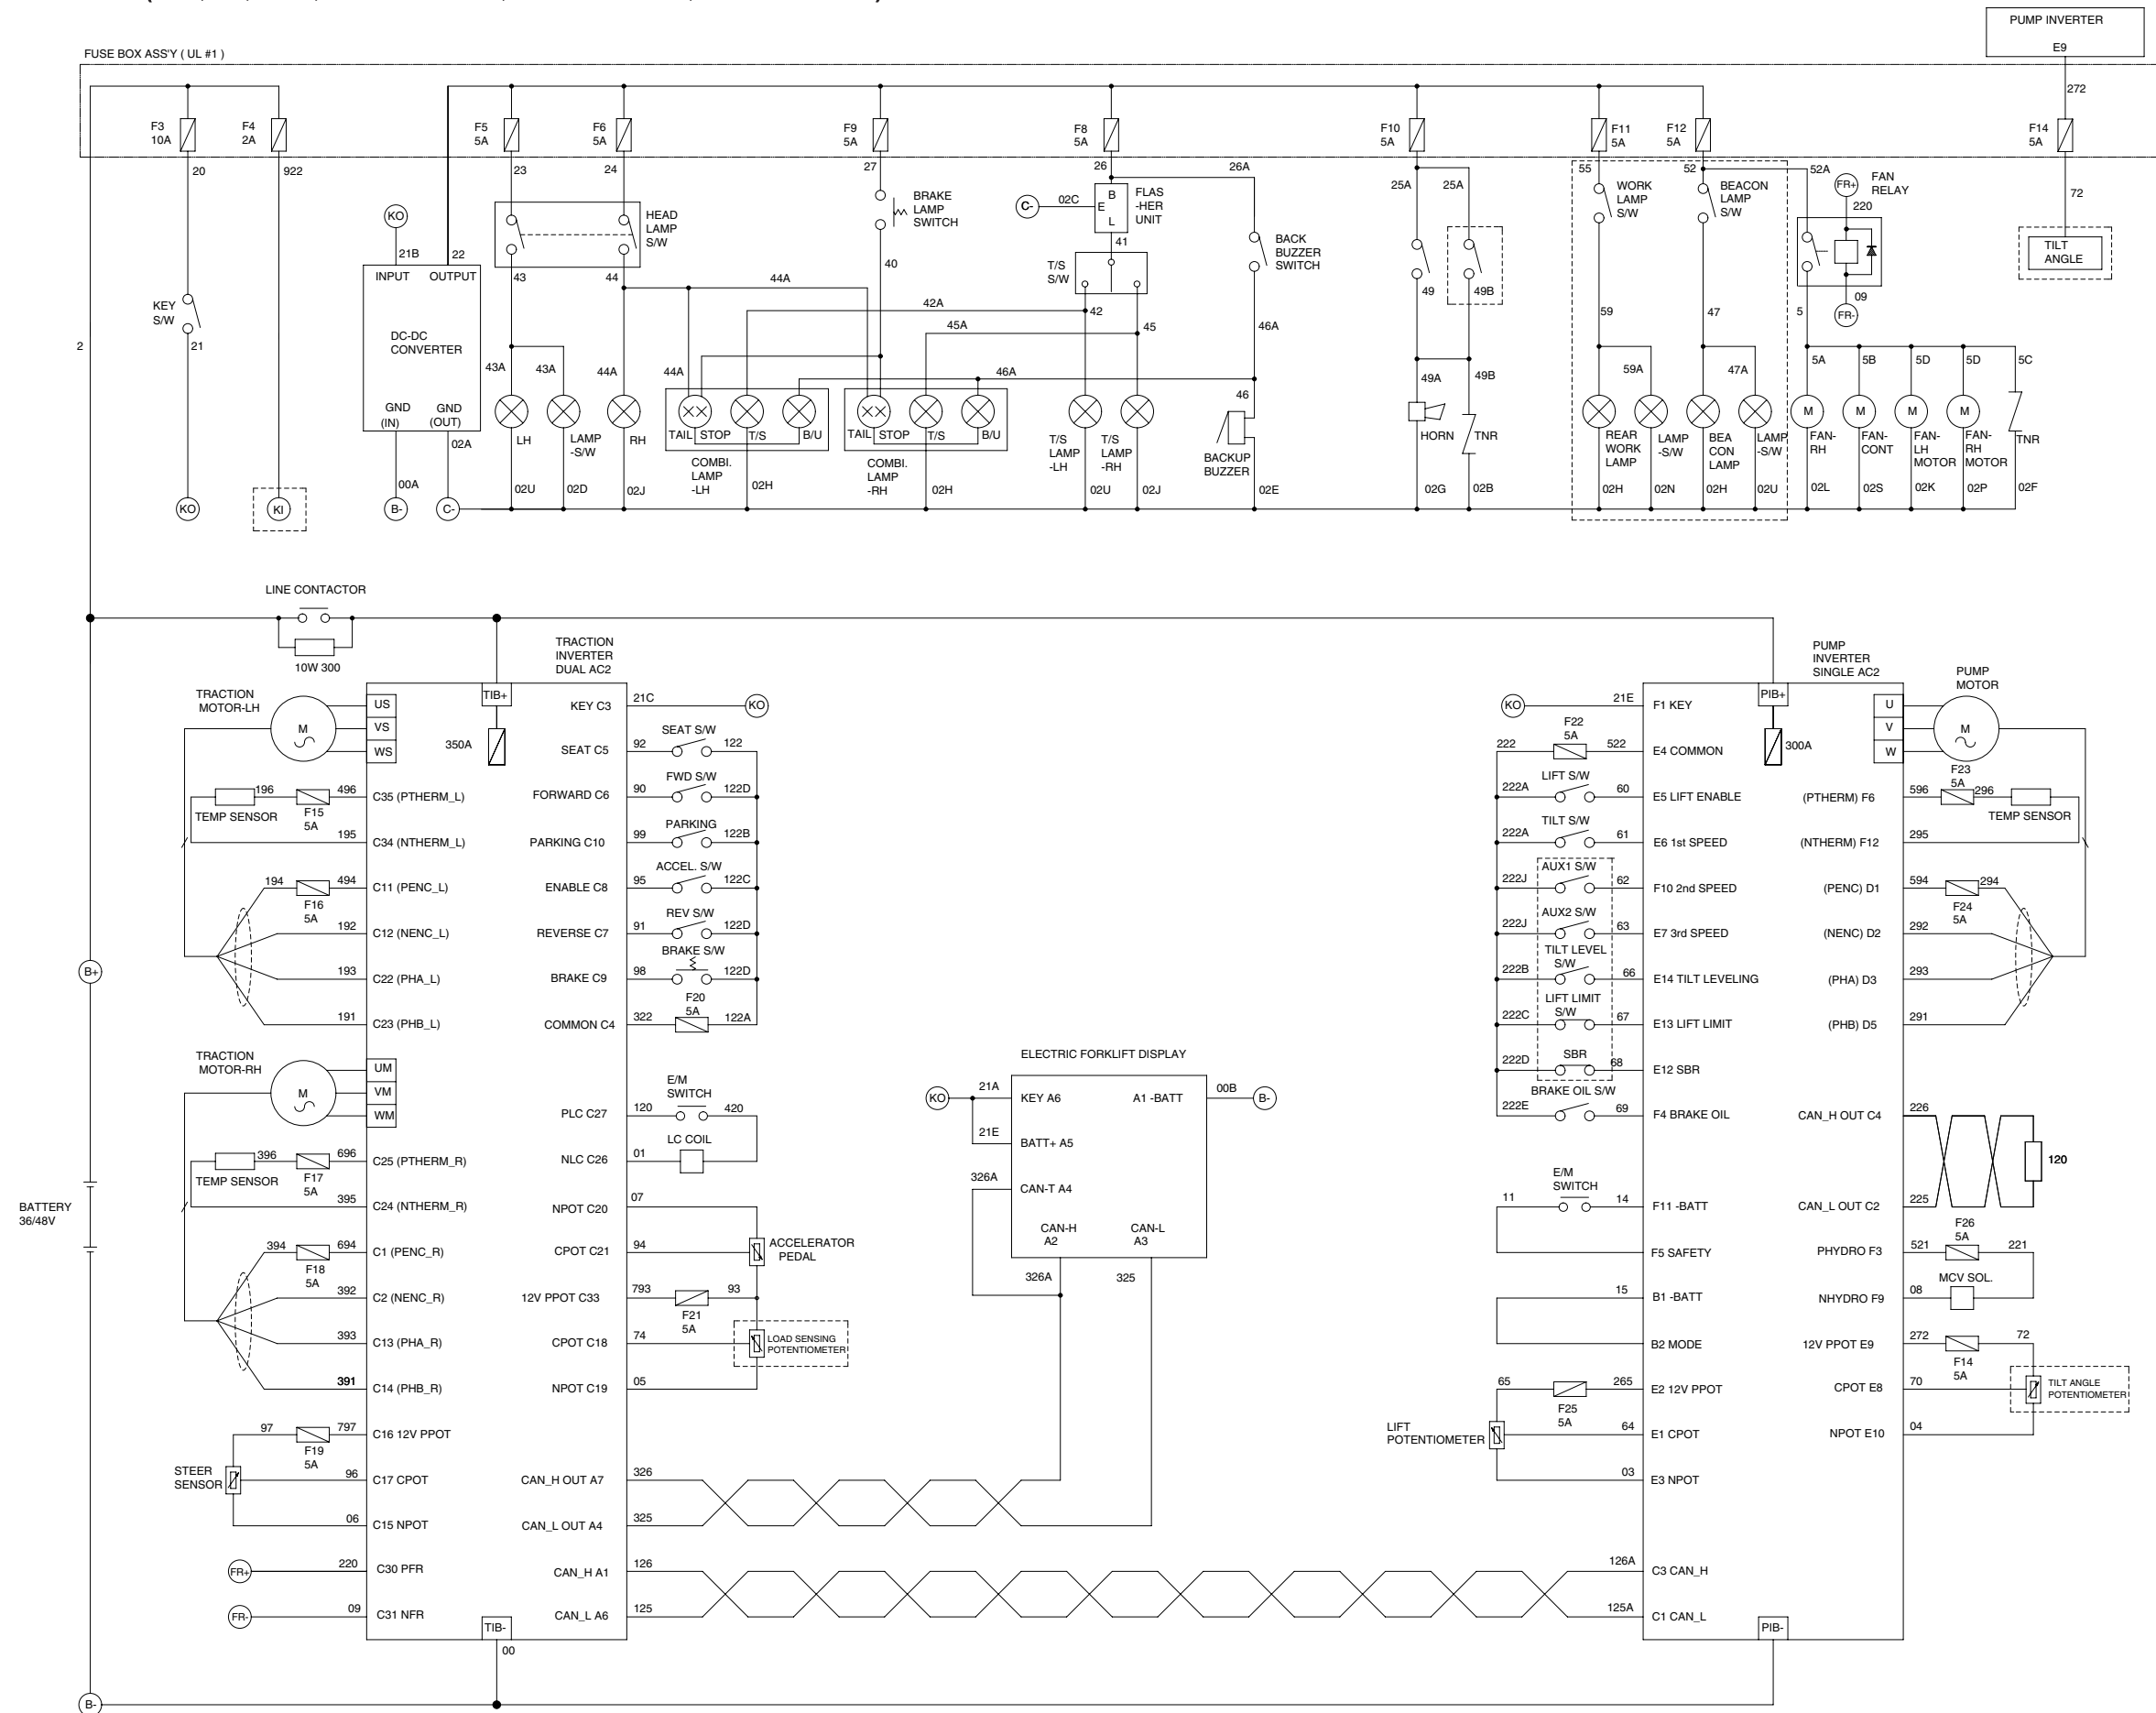 PUMP INVERTER
E9
FUSE BOX ASS'Y ( UL #1 )
272
F3
10A
F4
2A
F5
5A
F6
5A
F9
5A
F8
5A
F10
5A
F11
5A
F12
5A
F14
5A
20
922
23
24
27
26
26A
25A
25A
55
52
52A
72
KO
21B
22
INPUT
OUTPUT
DC-DC
CONVERTER
GND
(IN)
GND
(OUT)
00A
02A
B-
C-
KEY
S/W
21
2
KO
KI
HEAD
LAMP
S/W
43
44
44A
43A
43A
44A
44A
BRAKE
LAMP
SWITCH
40
42A
45A
C-
02C
B
E
L
FLAS
-HER
UNIT
41
T/S
S/W
42
45
BACK
BUZZER
SWITCH
46A
46A
46
49
49B
49A
49B
HORN
TNR
WORK
LAMP
S/W
BEACON
LAMP
S/W
59
47
59A
47A
FR+
FAN
RELAY
220
09
FR-
5
5A
5B
5D
5D
5C
TILT
ANGLE
LH
LAMP
-S/W
RH
TAIL
STOP
T/S
B/U
COMBI.
LAMP
-LH
TAIL
STOP
T/S
B/U
COMBI.
LAMP
-RH
T/S
LAMP
-LH
T/S
LAMP
-RH
BACKUP
BUZZER
REAR
WORK
LAMP
LAMP
-S/W
BEA
CON
LAMP
LAMP
-S/W
M
M
M
M
FAN-
RH
FAN-
CONT
FAN-
LH
MOTOR
FAN-
RH
MOTOR
TNR
02U
02D
02J
02H
02H
02U
02J
02E
02G
02B
02H
02N
02H
02U
02L
02S
02K
02P
02F
LINE CONTACTOR
10W 300
TRACTION
INVERTER
DUAL AC2
TIB+
350A
TRACTION
MOTOR-LH
M
US
VS
WS
196
496
C35 (PTHERM_L)
TEMP SENSOR
F15
5A
195
C34 (NTHERM_L)
194
494
C11 (PENC_L)
F16
5A
192
C12 (NENC_L)
193
C22 (PHA_L)
191
C23 (PHB_L)
TRACTION
MOTOR-RH
M
UM
VM
WM
396
696
C25 (PTHERM_R)
TEMP SENSOR
F17
5A
395
C24 (NTHERM_R)
394
694
C1 (PENC_R)
F18
5A
392
C2 (NENC_R)
393
C13 (PHA_R)
391
C14 (PHB_R)
97
797
C16 12V PPOT
F19
5A
STEER
SENSOR
96
C17 CPOT
06
C15 NPOT
FR+
220
C30 PFR
FR-
09
C31 NFR
TIB-
00
B+
BATTERY
36/48V
B-
KEY C3
21C
KO
SEAT C5
92
SEAT S/W
122
FORWARD C6
90
FWD S/W
122D
PARKING C10
99
PARKING
122B
ENABLE C8
95
ACCEL. S/W
122C
REVERSE C7
91
REV S/W
122D
BRAKE C9
98
BRAKE S/W
122D
COMMON C4
322
F20
5A
122A
PLC C27
120
E/M
SWITCH
420
NLC C26
01
LC COIL
NPOT C20
07
CPOT C21
94
ACCELERATOR
PEDAL
12V PPOT C33
793
93
F21
5A
CPOT C18
74
LOAD SENSING
POTENTIOMETER
NPOT C19
05
CAN_H OUT A7
326
CAN_L OUT A4
325
CAN_H A1
126
CAN_L A6
125
ELECTRIC FORKLIFT DISPLAY
KO
21A
KEY A6
A1 -BATT
00B
B-
21E
BATT+ A5
326A
CAN-T A4
CAN-H
A2
CAN-L
A3
326A
325
PUMP
INVERTER
SINGLE AC2
PIB+
300A
PUMP
MOTOR
M
U
V
W
KO
21E
F1 KEY
F22
5A
222
522
E4 COMMON
LIFT S/W
222A
60
E5 LIFT ENABLE
TILT S/W
222A
61
E6 1st SPEED
AUX1 S/W
222J
62
F10 2nd SPEED
AUX2 S/W
222J
63
E7 3rd SPEED
TILT LEVEL
S/W
222B
66
E14 TILT LEVELING
LIFT LIMIT
S/W
222C
67
E13 LIFT LIMIT
SBR
222D
68
E12 SBR
BRAKE OIL S/W
222E
69
F4 BRAKE OIL
E/M
SWITCH
11
14
F11 -BATT
F5 SAFETY
15
B1 -BATT
B2 MODE
65
265
E2 12V PPOT
F25
5A
LIFT
POTENTIOMETER
64
E1 CPOT
03
E3 NPOT
126A
C3 CAN_H
125A
C1 CAN_L
PIB-
(PTHERM) F6
596
F23
5A
296
TEMP SENSOR
(NTHERM) F12
295
(PENC) D1
594
294
F24
5A
(NENC) D2
292
(PHA) D3
293
(PHB) D5
291
CAN_H OUT C4
226
120
CAN_L OUT C2
225
F26
5A
PHYDRO F3
521
221
MCV SOL.
NHYDRO F9
08
12V PPOT E9
272
72
F14
5A
CPOT E8
70
TILT ANGLE
POTENTIOMETER
NPOT E10
04